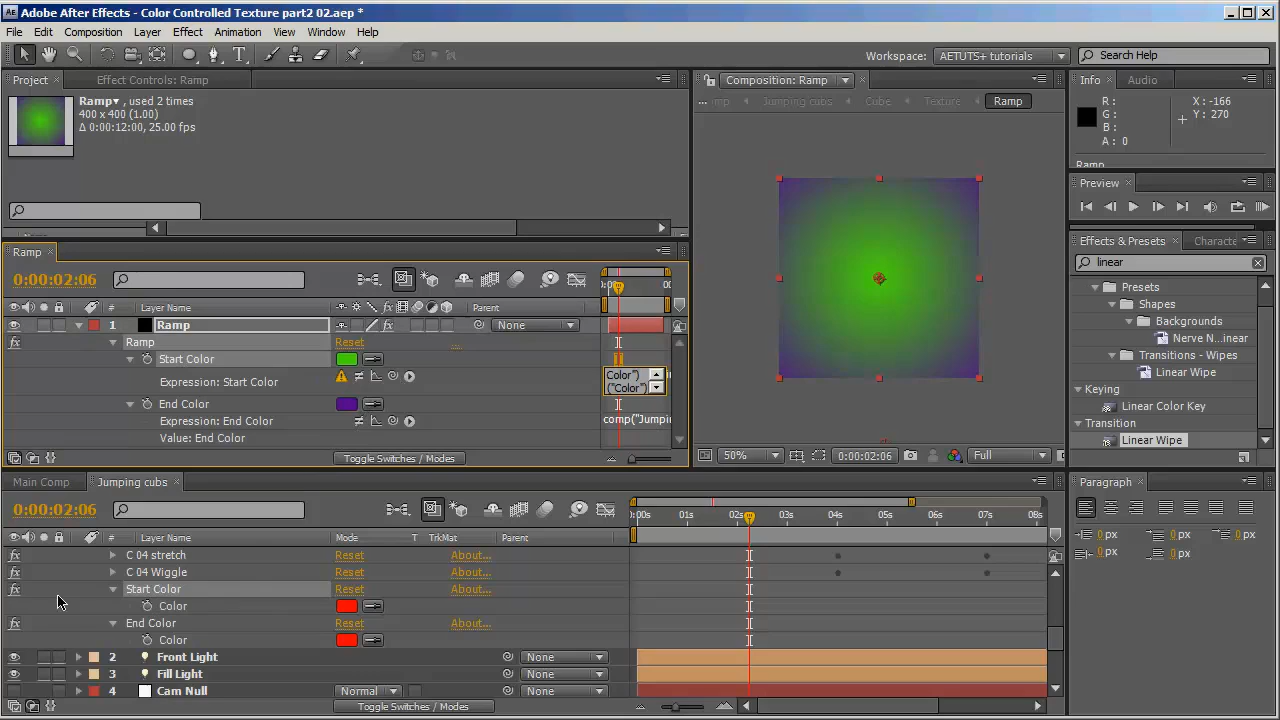 Adobe After Effects - Color Controlled Texture part2 02.aep *
File Edit Composition Layer Effect Animation View Window Help
Workspace: AETUTS+ tutorials Search Help
Project Effect Controls: Ramp
Ramp▾ , used 2 times
400 x 400 (1.00)
Δ 0:00:12:00, 25.00 fps
Composition: Ramp
... Jumping cubs Cube Texture Ramp
Info Audio
R : X : -166
G : Y : 270
B :
A : 0
Ramp
Preview
Effects & Presets
linear
Presets
Shapes
Backgrounds
Nerve N...inear
Transitions - Wipes
Linear Wipe
Keying
Linear Color Key
Transition
Linear Wipe
Ramp
0:00:02:06
# Layer Name Parent
1 Ramp None
Ramp Reset ...
Start Color
Expression: Start Color
Color")
("Color")
End Color
Expression: End Color comp("Jumpin
Value: End Color
Toggle Switches / Modes
50% 0:00:02:06 Full
Main Comp Jumping cubs
0:00:02:06
:00s 01s 02s 03s 04s 05s 06s 07s 08s
# Layer Name Mode T TrkMat Parent
C 04 stretch Reset About...
C 04 Wiggle Reset About...
Start Color Reset About...
Color
End Color Reset About...
Color
2 Front Light None
3 Fill Light None
4 Cam Null Normal None
Toggle Switches / Modes
Paragraph
0 px 0 px 0 px
0 px 0 px